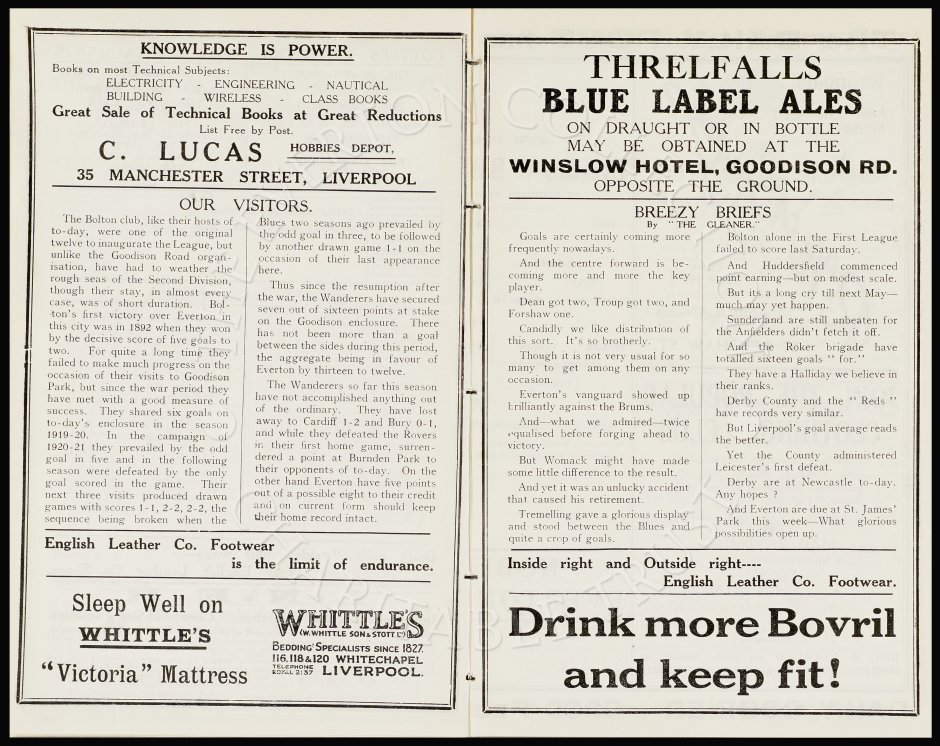 KNOWLEDGE IS POWER.
Books on most Technical Subjects:
ELECTRICITY - ENGINEERING - NAUTICAL
BUILDING - WIRELESS - CLASS BOOKS
Great Sale of Technical Books at Great Reductions
List Free by Post.
C. LUCAS HOBBIES DEPOT,
35 MANCHESTER STREET, LIVERPOOL
OUR VISITORS.
The Bolton club, like their hosts of
to-day, were one of the original
twelve to inaugurate the League, but
unlike the Goodison Road organ-
isation, have had to weather the
rough seas of the Second Division,
though their stay, in almost every
case, was of short duration. Bol-
ton's first victory over Everton in
this city was in 1892 when they won
by the decisive score of five goals to
two. For quite a long time they
failed to make much progress on the
occasion of their visits to Goodison
Park, but since the war period they
have met with a good measure of
success. They shared six goals on
to-day's enclosure in the season
1919-20. In the campaign of
1920-21 they prevailed by the odd
goal in five and in the following
season were defeated by the only
goal scored in the game. Their
next three visits produced drawn
games with scores 1-1, 2-2, 2-2, the
sequence being broken when the
Blues two seasons ago prevailed by
the odd goal in three, to be followed
by another drawn game 1-1 on the
occasion of their last appearance
here.
Thus since the resumption after
the war, the Wanderers have secured
seven out of sixteen points at stake
on the Goodison enclosure. There
has not been more than a goal
between the sides during this period,
the aggregate being in favour of
Everton by thirteen to twelve.
The Wanderers so far this season
have not accomplished anything out
of the ordinary. They have lost
away to Cardiff 1-2 and Bury 0-1,
and while they defeated the Rovers
in their first home game, surren-
dered a point at Burnden Park to
their opponents of to-day. On the
other hand Everton have five points
out of a possible eight to their credit
and on current form should keep
their home record intact.
English Leather Co. Footwear
is the limit of endurance.
Sleep Well on
WHITTLE'S
"Victoria" Mattress
WHITTLE'S
(W. WHITTLE SON & STOTT LTD)
BEDDING SPECIALISTS SINCE 1827.
116, 118 & 120 WHITECHAPEL
TELEPHONE ROYAL 2137 LIVERPOOL.
THRELFALLS
BLUE LABEL ALES
ON DRAUGHT OR IN BOTTLE
MAY BE OBTAINED AT THE
WINSLOW HOTEL, GOODISON RD.
OPPOSITE THE GROUND.
BREEZY BRIEFS
By "THE GLEANER."
Goals are certainly coming more
frequently nowadays.
And the centre forward is be-
coming more and more the key
player.
Dean got two, Troup got two, and
Forshaw one.
Candidly we like distribution of
this sort. It's so brotherly.
Though it is not very usual for so
many to get among them on any
occasion.
Everton's vanguard showed up
brilliantly against the Brums.
And—what we admired—twice
equalised before forging ahead to
victory.
But Womack might have made
some little difference to the result.
And yet it was an unlucky accident
that caused his retirement.
Tremelling gave a glorious display
and stood between the Blues and
quite a crop of goals.
Bolton alone in the First League
failed to score last Saturday.
And Huddersfield commenced
point earning—but on modest scale.
But its a long cry till next May—
much may yet happen.
Sunderland are still unbeaten for
the Anfielders didn't fetch it off.
And the Roker brigade have
totalled sixteen goals "for."
They have a Halliday we believe in
their ranks.
Derby County and the "Reds"
have records very similar.
But Liverpool's goal average reads
the better.
Yet the County administered
Leicester's first defeat.
Derby are at Newcastle to-day.
Any hopes ?
And Everton are due at St. James'
Park this week—What glorious
possibilities open up.
Inside right and Outside right----
English Leather Co. Footwear.
Drink more Bovril
and keep fit!